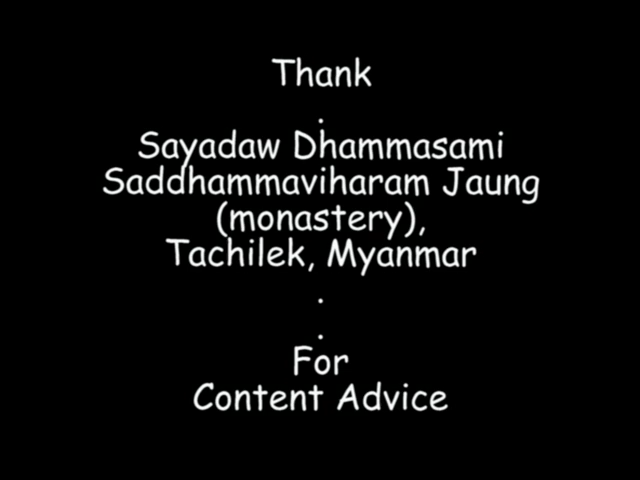 Thank
.
Sayadaw Dhammasami
Saddhammaviharam Jaung
(monastery),
Tachilek, Myanmar
.
.
For
Content Advice